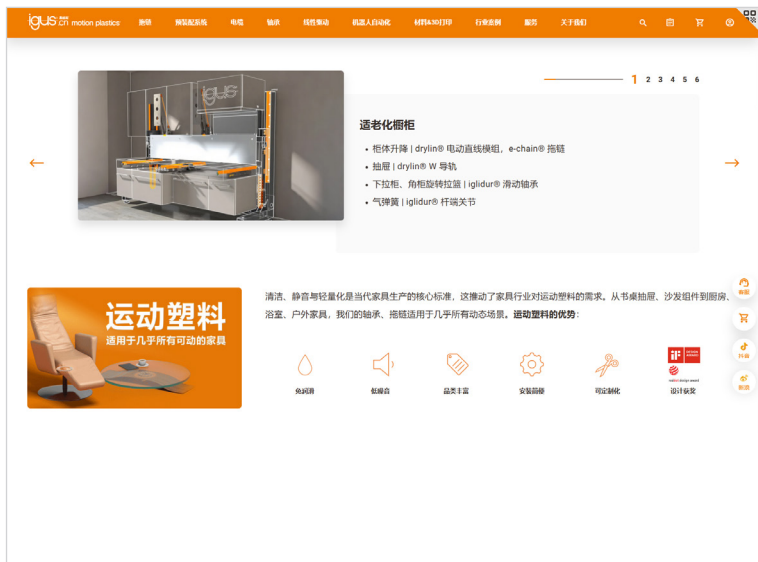 igus .cn motion plastics 拖链 预装配系统 电缆 轴承 线性驱动 机器人自动化 材料&3D打印 行业案例 服务 关于我们
1 2 3 4 5 6
igus
适老化橱柜
• 柜体升降 | drylin® 电动直线模组，e-chain® 拖链
• 抽屉 | drylin® W 导轨
• 下拉柜、角柜旋转拉篮 | iglidur® 滑动轴承
• 气弹簧 | iglidur® 杆端关节
运动塑料
适用于几乎所有可动的家具
清洁、静音与轻量化是当代家具生产的核心标准，这推动了家具行业对运动塑料的需求。从书桌抽屉、沙发组件到厨房、
浴室、户外家具，我们的轴承、拖链适用于几乎所有动态场景。运动塑料的优势：
免润滑 低噪音 品类丰富 安装简便 可定制化 设计获奖
抖音